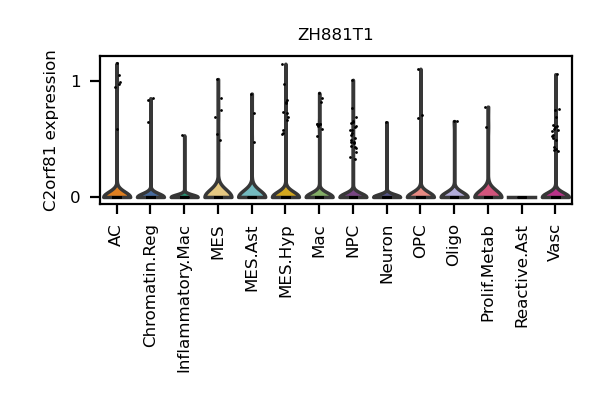 ZH881T1
C2orf81 expression
1
0
AC
Chromatin.Reg
Inflammatory.Mac
MES
MES.Ast
MES.Hyp
Mac
NPC
Neuron
OPC
Oligo
Prolif.Metab
Reactive.Ast
Vasc